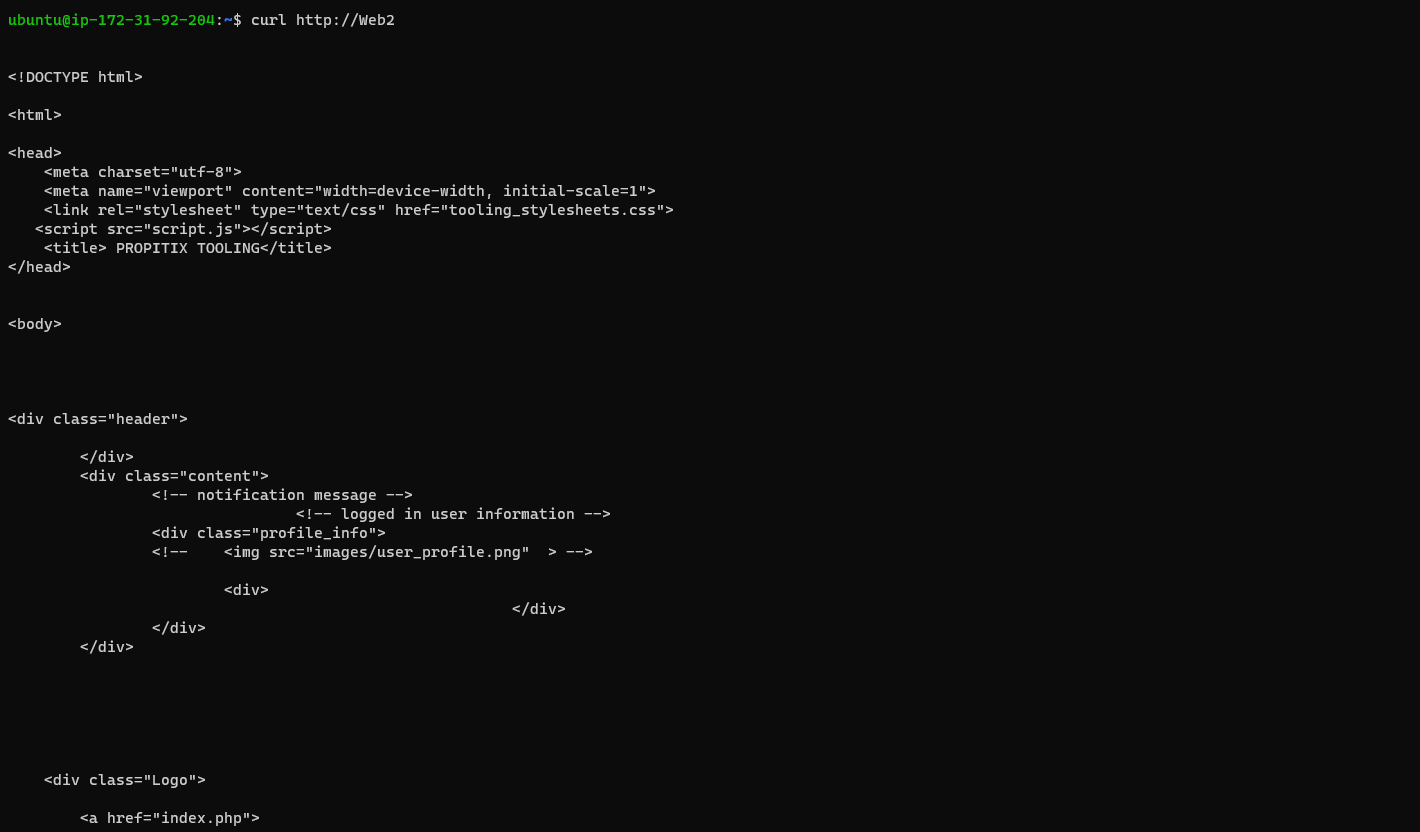 ubuntu@ip-172-31-92-204:~$ curl http://Web2
<!DOCTYPE html>
<html>
<head>
    <meta charset="utf-8">
    <meta name="viewport" content="width=device-width, initial-scale=1">
    <link rel="stylesheet" type="text/css" href="tooling_stylesheets.css">
   <script src="script.js"></script>
    <title> PROPITIX TOOLING</title>
</head>
<body>
<div class="header">
        </div>
        <div class="content">
                <!-- notification message -->
                                <!-- logged in user information -->
                <div class="profile_info">
                <!--    <img src="images/user_profile.png"  > -->
                        <div>
                                                        </div>
                </div>
        </div>
    <div class="Logo">
        <a href="index.php">